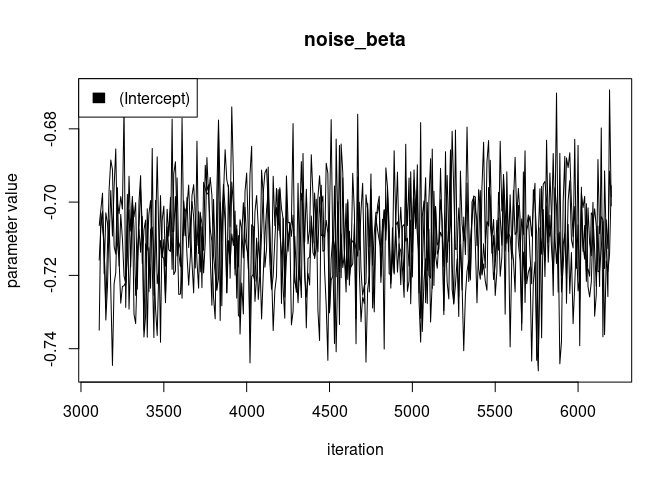 noise_beta
(Intercept)
parameter value
-0.68
-0.70
-0.72
-0.74
3000 3500 4000 4500 5000 5500 6000
iteration